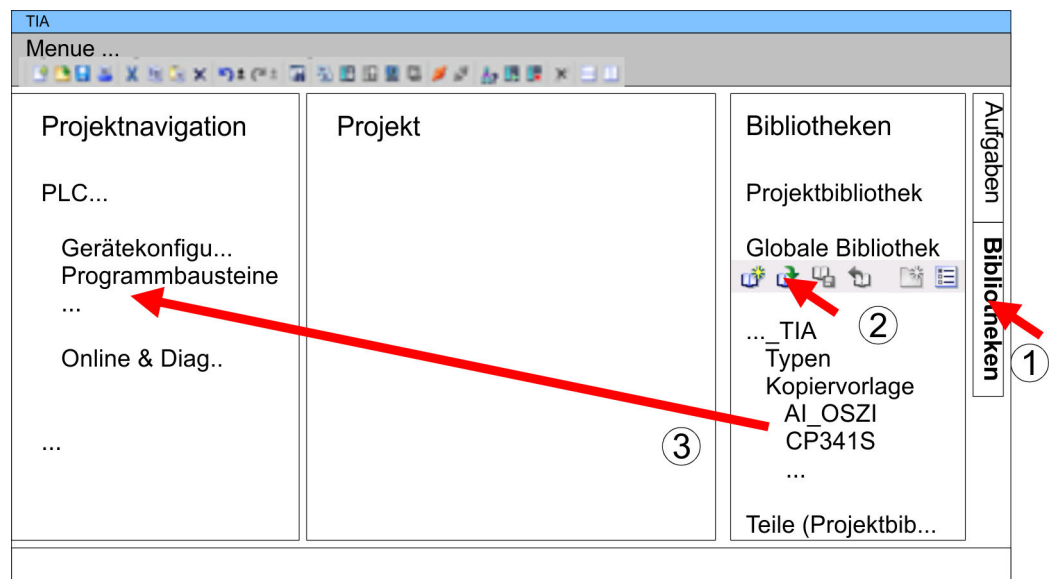 TIA
Menue ...
Projektnavigation
PLC...
Gerätekonfigu...
Programmbausteine
...
Online & Diag..
...
Projekt
③
Bibliotheken
Projektbibliothek
Globale Bibliothek
②
..._TIA
Typen
Kopiervorlage
AI_OSZI
CP341S
...
Teile (Projektbib...
Aufgaben
Bibliotheken
①